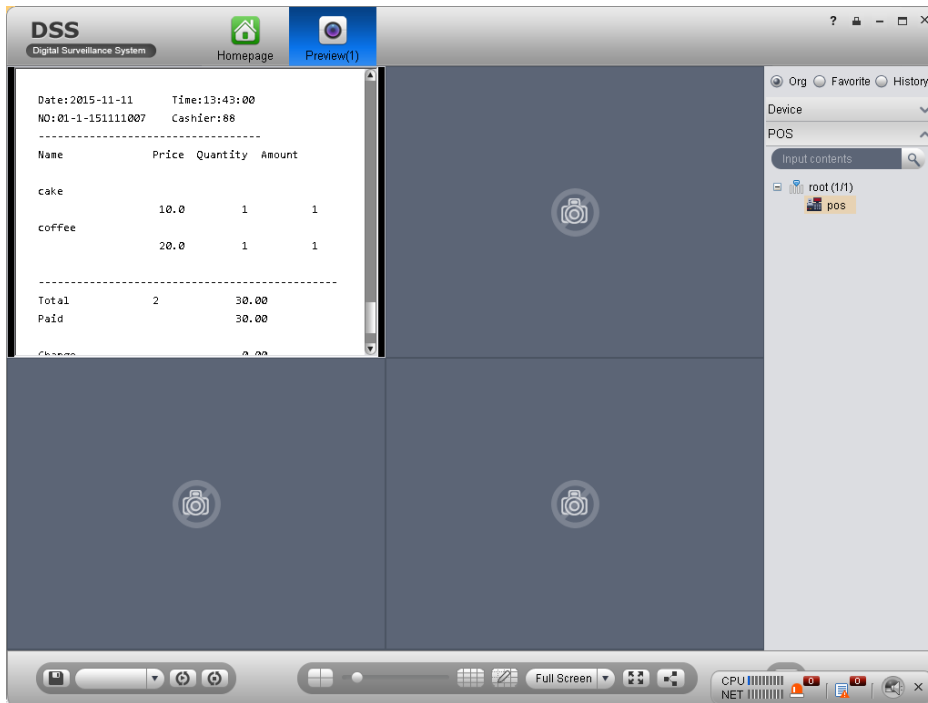 DSS
Digital Surveillance System
Homepage
Preview(1)
?
Date:2015-11-11 Time:13:43:00
NO:01-1-151111007 Cashier:88
-----------------------------------
Name Price Quantity Amount
cake
10.0 1 1
coffee
20.0 1 1
-----------------------------------------------
Total 2 30.00
Paid 30.00
Change 0.00
Org Favorite History
Device
POS
Input contents
root (1/1)
pos
Full Screen
CPU
NET
0
0